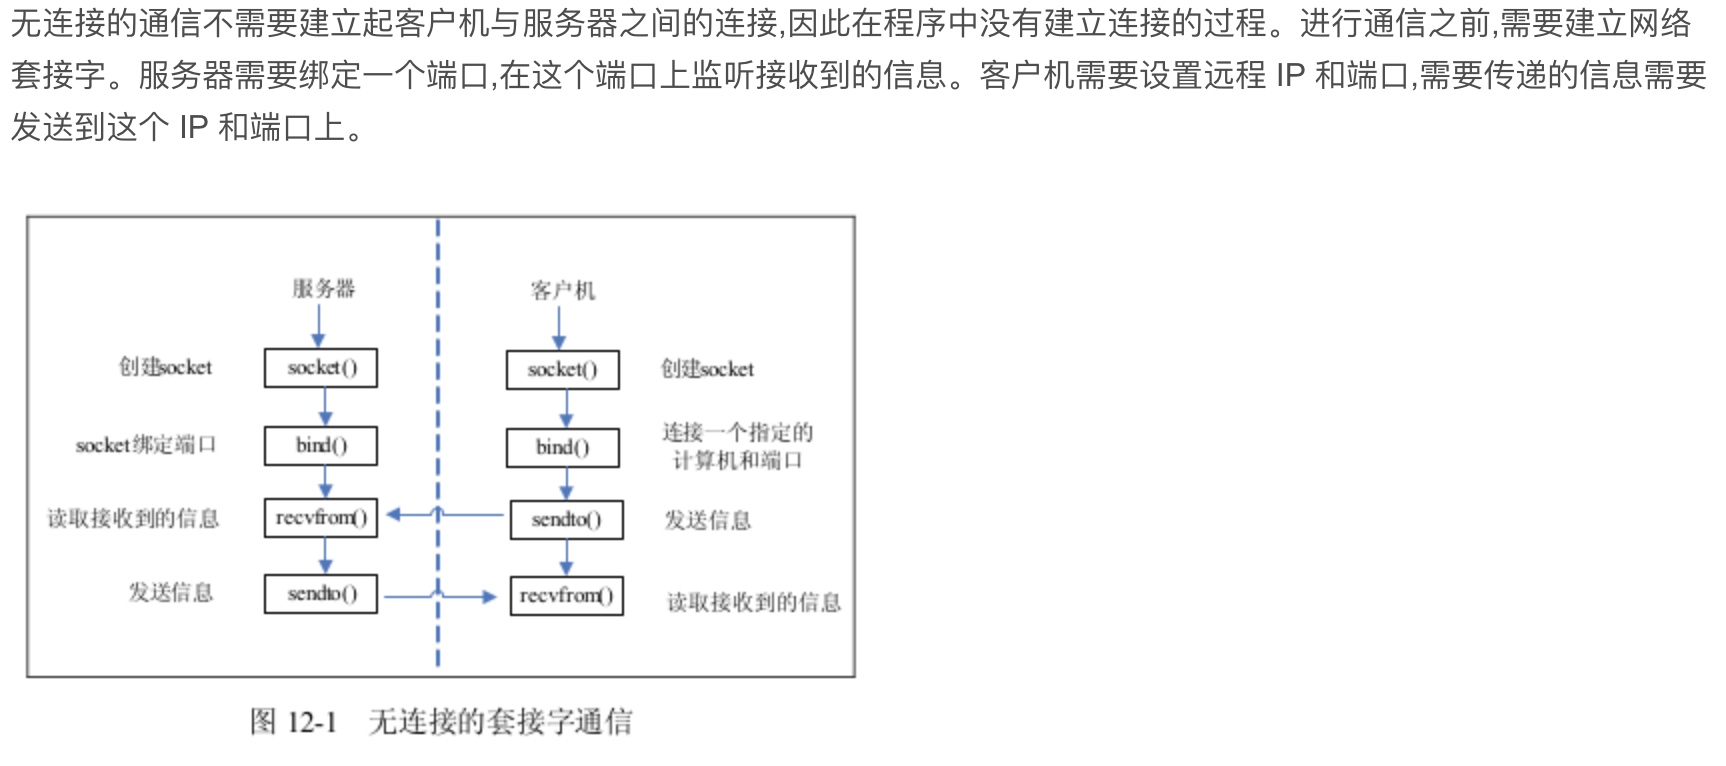 无连接的通信不需要建立起客户机与服务器之间的连接,因此在程序中没有建立连接的过程。进行通信之前,需要建立网络
套接字。服务器需要绑定一个端口,在这个端口上监听接收到的信息。客户机需要设置远程 IP 和端口,需要传递的信息需要
发送到这个 IP 和端口上。
服务器
客户机
创建socket
socket()
socket()
创建socket
socket绑定端口
bind()
bind()
连接一个指定的
计算机和端口
读取接收到的信息
recvfrom()
sendto()
发送信息
发送信息
sendto()
recvfrom()
读取接收到的信息
图 12-1 无连接的套接字通信